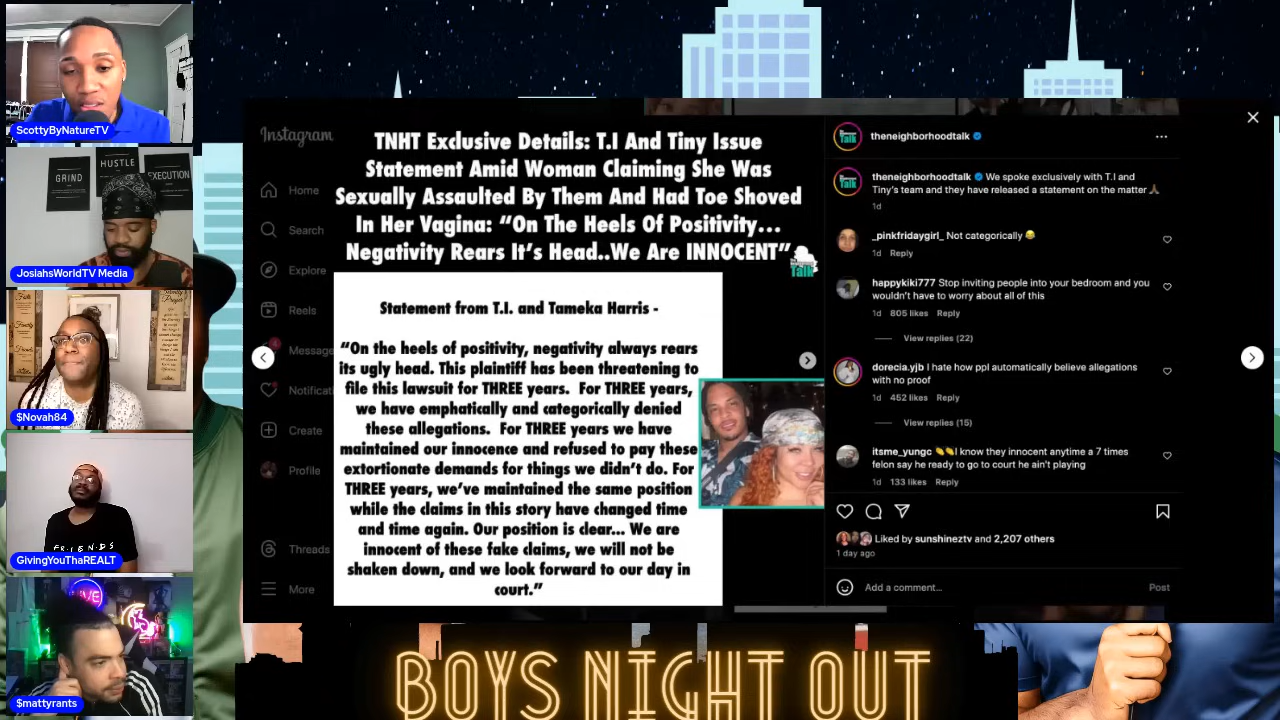 ScottyByNatureTV
GRIND
HUSTLE
EXECUTION
JosiahsWorldTV Media
$Novah84
F.R.I.E.N.D.S
GivingYouThaREALT
LIVE
$mattyrants
Instagram
Home
Search
Explore
Reels
Message
Notificati
Create
Profile
Threads
More
TNHT Exclusive Details: T.I And Tiny Issue
Statement Amid Woman Claiming She Was
Sexually Assaulted By Them And Had Toe Shoved
In Her Vagina: “On The Heels Of Positivity...
Negativity Rears It’s Head..We Are INNOCENT”
Talk
Statement from T.I. and Tameka Harris -
“On the heels of positivity, negativity always rears
its ugly head. This plaintiff has been threatening to
file this lawsuit for THREE years. For THREE years,
we have emphatically and categorically denied
these allegations. For THREE years we have
maintained our innocence and refused to pay these
extortionate demands for things we didn’t do. For
THREE years, we’ve maintained the same position
while the claims in this story have changed time
and time again. Our position is clear... We are
innocent of these fake claims, we will not be
shaken down, and we look forward to our day in
court.”
theneighborhoodtalk
theneighborhoodtalk We spoke exclusively with T.I and
Tiny's team and they have released a statement on the matter 🙏🏾
1d
_pinkfridaygirl_ Not categorically 😂
1d Reply
happykiki777 Stop inviting people into your bedroom and you
wouldn't have to worry about all of this
1d 805 likes Reply
View replies (22)
dorecia.yjb I hate how ppl automatically believe allegations
with no proof
1d 452 likes Reply
View replies (15)
itsme_yungc 👏👏I know they innocent anytime a 7 times
felon say he ready to go to court he ain't playing
1d 133 likes Reply
Liked by sunshineztv and 2,207 others
1 day ago
Add a comment...
Post
BOYS NIGHT OUT